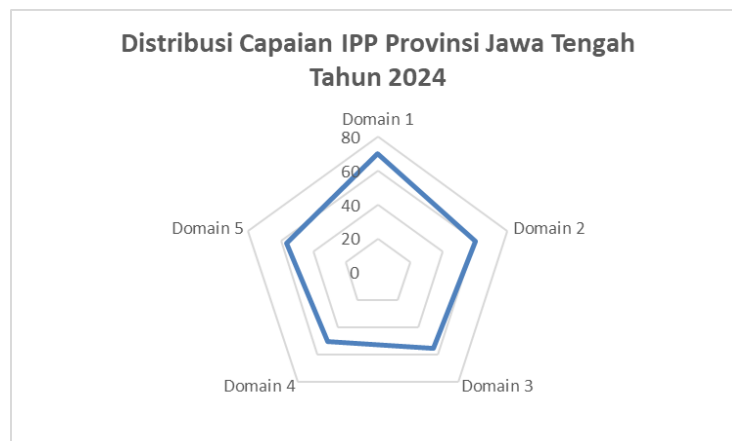 Distribusi Capaian IPP Provinsi Jawa Tengah
Tahun 2024
Domain 1
80
60
40
20
0
Domain 5
Domain 2
Domain 4
Domain 3